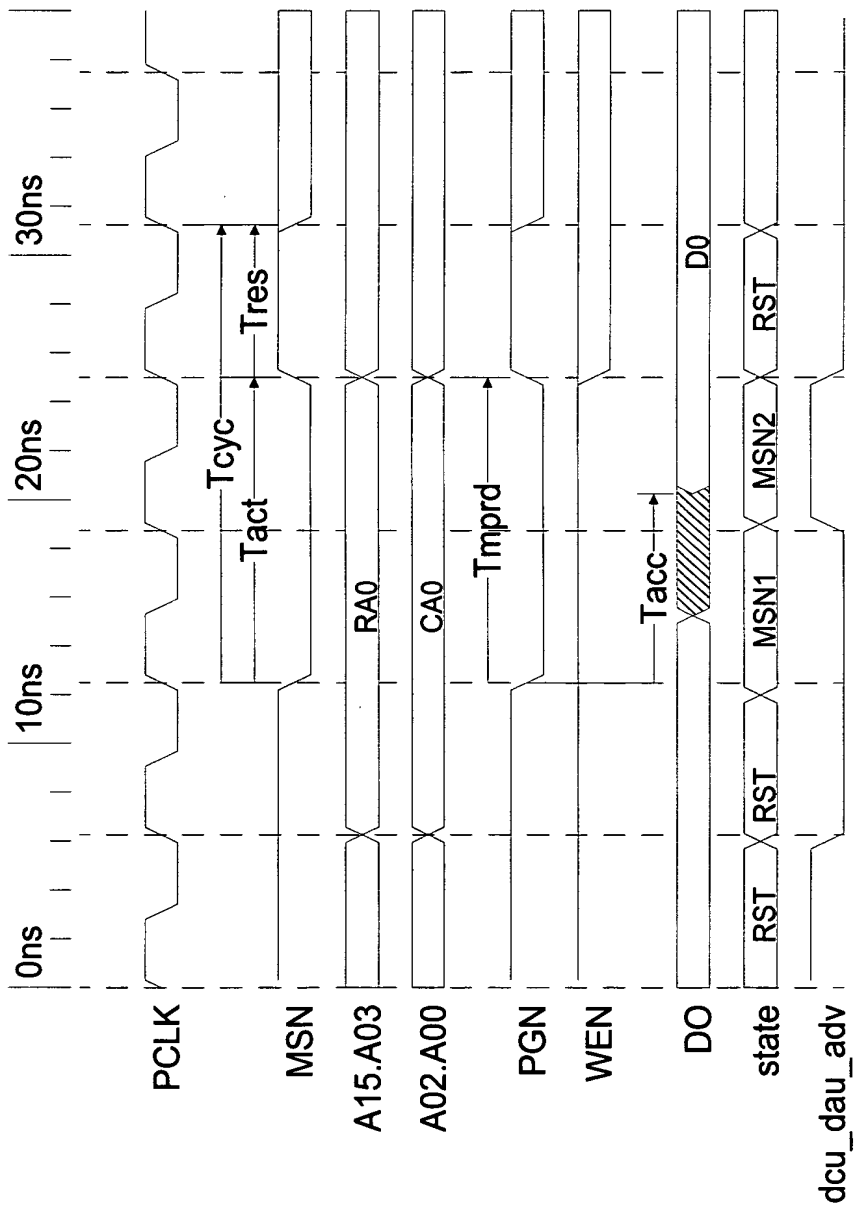 0ns 10ns 20ns 30ns
PCLK
Tcyc
Tact Tres
MSN
A15.A03 RA0
A02.A00 CA0
Tmprd
PGN
WEN
Tacc
DO D0
state RST RST MSN1 MSN2 RST
dcu_dau_adv